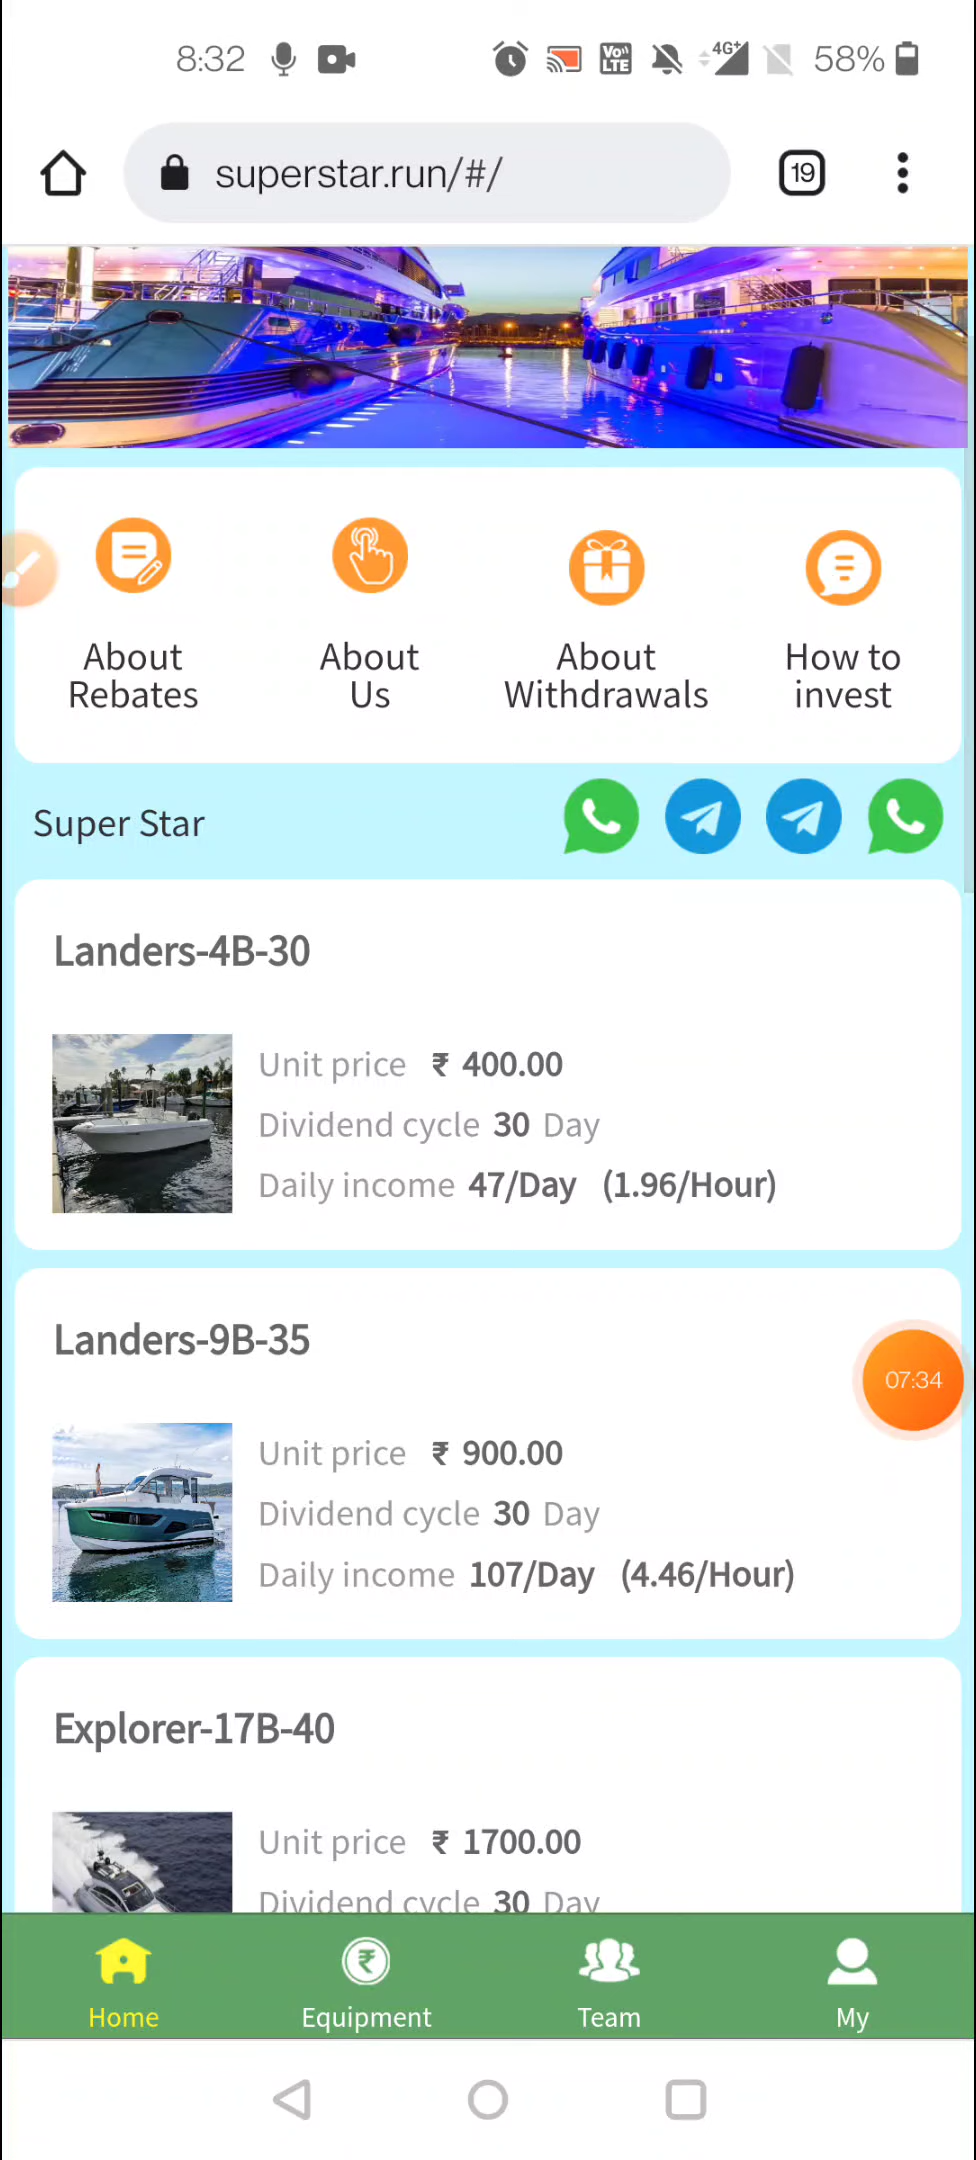 8:32
Vo))
LTE
4G+
58%
superstar.run/#/
19
About
Rebates
About
Us
About
Withdrawals
How to
invest
Super Star
Landers-4B-30
Unit price ₹ 400.00
Dividend cycle 30 Day
Daily income 47/Day (1.96/Hour)
Landers-9B-35
07:34
Unit price ₹ 900.00
Dividend cycle 30 Day
Daily income 107/Day (4.46/Hour)
Explorer-17B-40
Unit price ₹ 1700.00
Dividend cycle 30 Day
Home
Equipment
Team
My